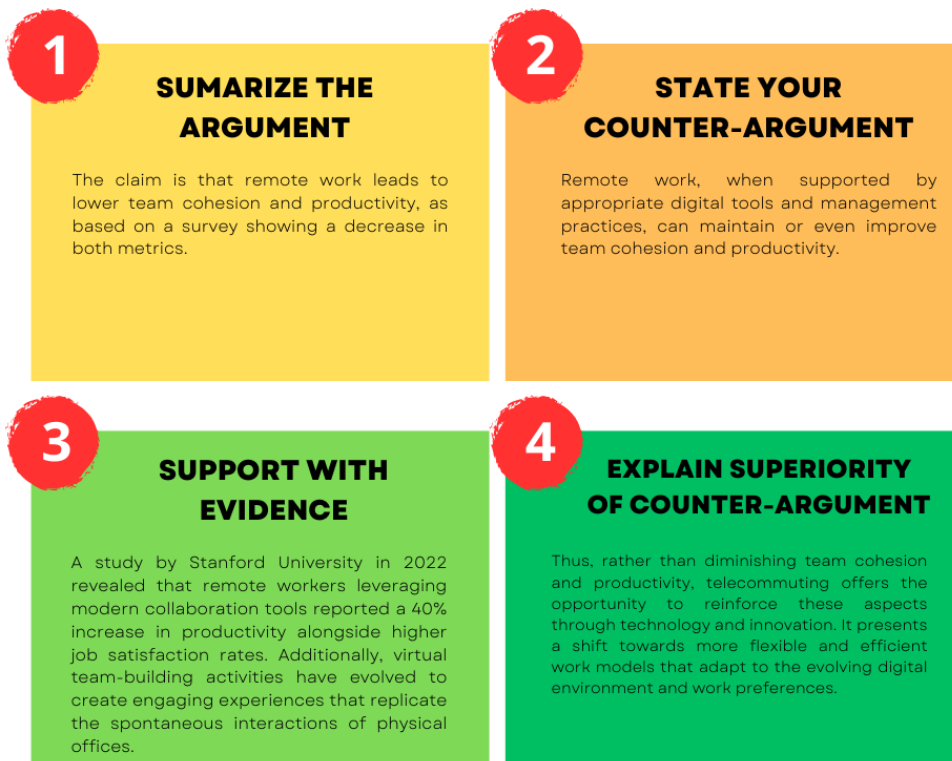 1
SUMARIZE THE
ARGUMENT
The claim is that remote work leads to
lower team cohesion and productivity, as
based on a survey showing a decrease in
both metrics.
2
STATE YOUR
COUNTER-ARGUMENT
Remote work, when supported by
appropriate digital tools and management
practices, can maintain or even improve
team cohesion and productivity.
3
SUPPORT WITH
EVIDENCE
A study by Stanford University in 2022
revealed that remote workers leveraging
modern collaboration tools reported a 40%
increase in productivity alongside higher
job satisfaction rates. Additionally, virtual
team-building activities have evolved to
create engaging experiences that replicate
the spontaneous interactions of physical
offices.
4
EXPLAIN SUPERIORITY
OF COUNTER-ARGUMENT
Thus, rather than diminishing team cohesion
and productivity, telecommuting offers the
opportunity to reinforce these aspects
through technology and innovation. It presents
a shift towards more flexible and efficient
work models that adapt to the evolving digital
environment and work preferences.